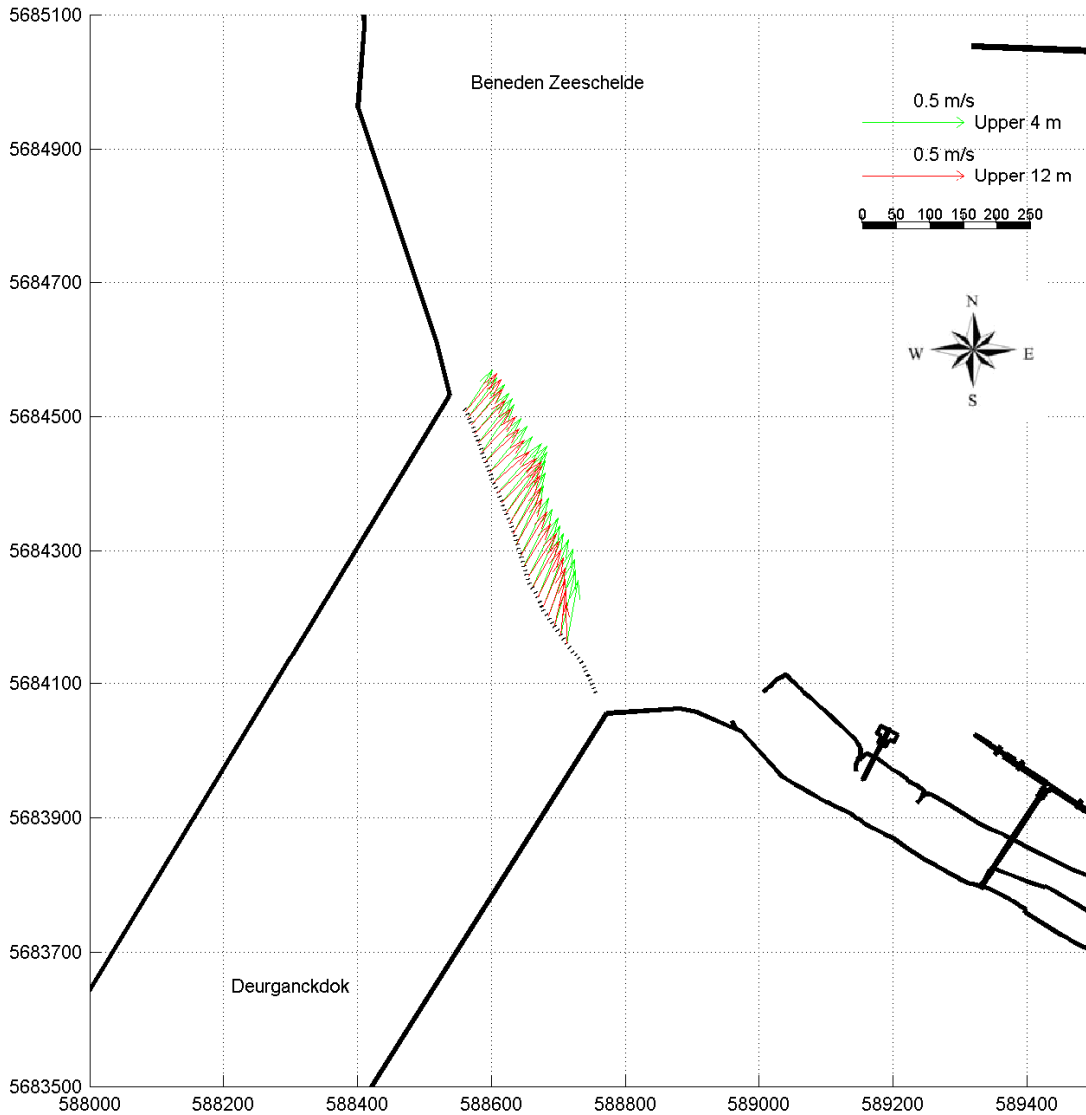 5685100
Beneden Zeeschelde
0.5 m/s
Upper 4 m
5684900
0.5 m/s
Upper 12 m
0 50 100 150 200 250
5684700
N
W E
S
5684500
5684300
5684100
5683900
5683700
Deurganckdok
5683500
588000 588200 588400 588600 588800 589000 589200 589400